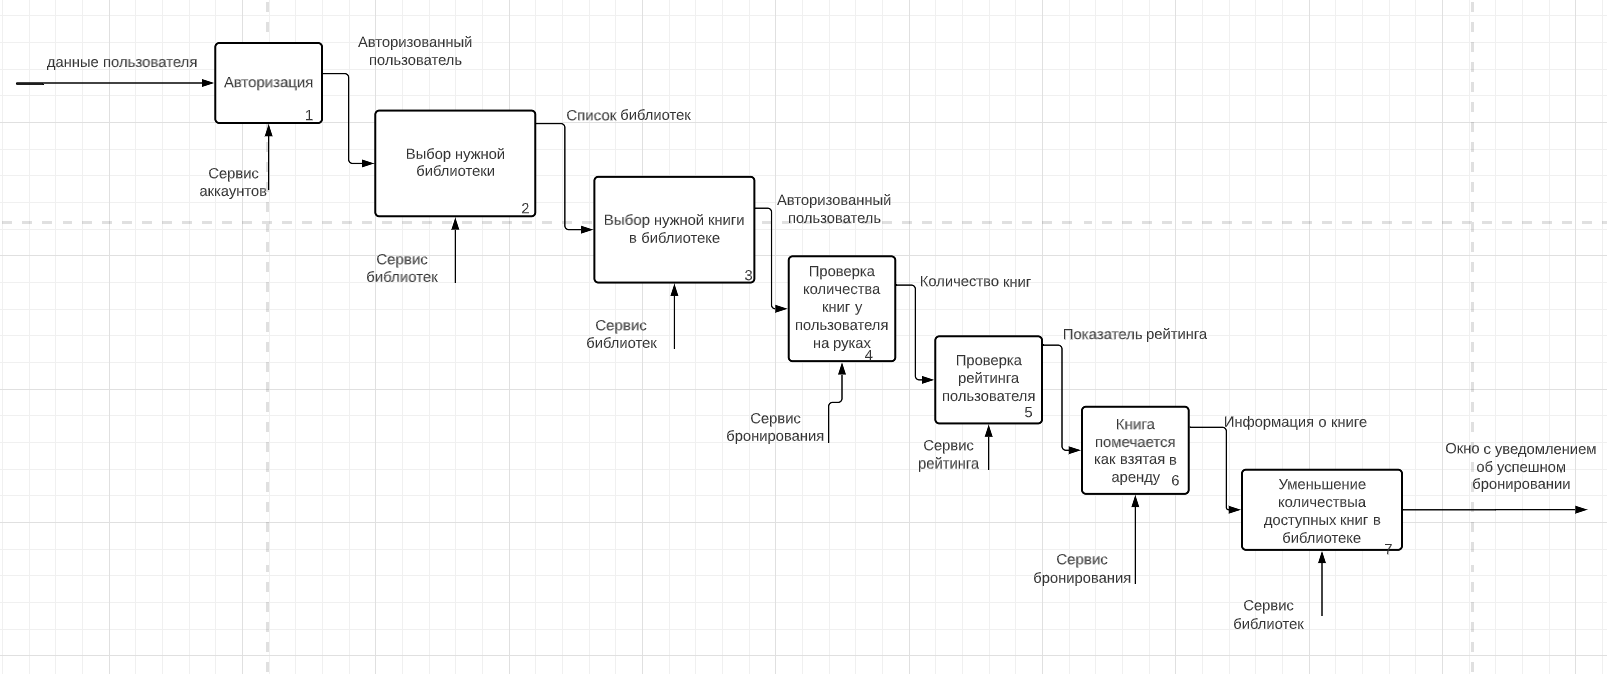 данные пользователя
Авторизация
1
Авторизованный
пользователь
Сервис
аккаунтов
Выбор нужной
библиотеки
2
Список библиотек
Сервис
библиотек
Выбор нужной книги
в библиотеке
3
Авторизованный
пользователь
Сервис
библиотек
Проверка
количества
книг у
пользователя
на руках
4
Количество книг
Сервис
бронирования
Проверка
рейтинга
пользователя
5
Показатель рейтинга
Сервис
рейтинга
Книга
помечается
как взятая в
аренду
6
Информация о книге
Сервис
бронирования
Уменьшение
количествыа
доступных книг в
библиотеке
7
Окно с уведомлением
об успешном
бронировании
Сервис
библиотек